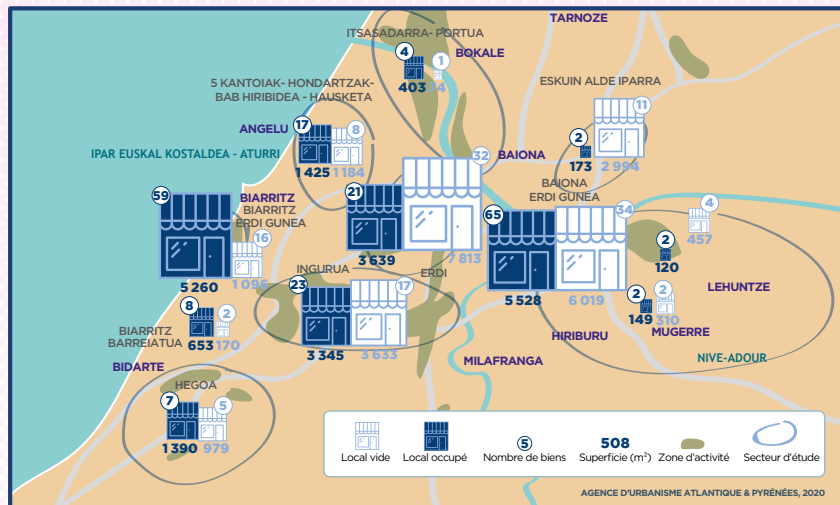 TARNOZE
ITSASADARRA- PORTUA
BOKALE
4
1
403
5 KANTOIAK- HONDARTZAK-
BAB HIRIBIDEA - HAUSKETA
ESKUIN ALDE IPARRA
11
2
173
2 994
ANGELU
17
8
1 425
1 184
IPAR EUSKAL KOSTALDEA - ATURRI
32
BAIONA
21
3 639
7 813
BAIONA
ERDI GUNEA
65
34
5 528
6 019
59
BIARRITZ
BIARRITZ
ERDI GUNEA
16
5 260
1 096
4
457
2
120
LEHUNTZE
2
2
149
310
MUGERRE
INGURUA
ERDI
23
17
3 345
3 633
8
2
653
170
BIARRITZ
BARREIATUA
HIRIBURU
MILAFRANGA
NIVE-ADOUR
BIDARTE
HEGOA
7
5
1 390
979
Local vide
Local occupé
5
Nombre de biens
508
Superficie (m²)
Zone d'activité
Secteur d'étude
AGENCE D'URBANISME ATLANTIQUE & PYRÉNÉES, 2020